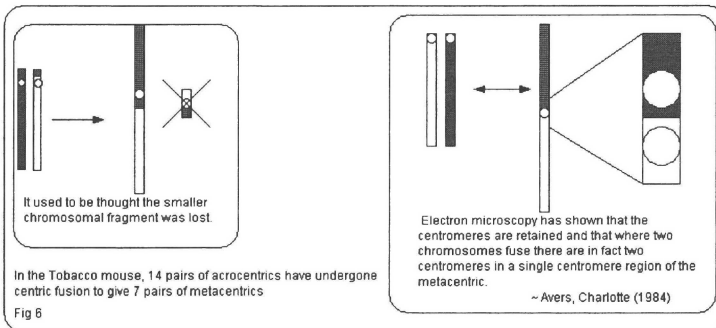 It used to be thought the smaller
chromosomal fragment was lost.
In the Tobacco mouse, 14 pairs of acrocentrics have undergone
centric fusion to give 7 pairs of metacentrics
Fig 6
Electron microscopy has shown that the
centromeres are retained and that where two
chromosomes fuse there are in fact two
centromeres in a single centromere region of the
metacentric.
~ Avers, Charlotte (1984)